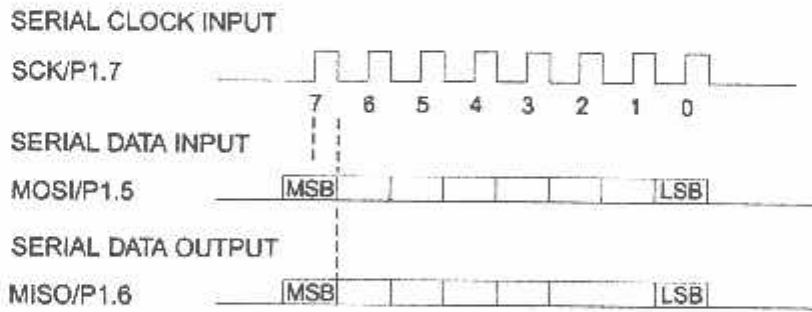 SERIAL CLOCK INPUT
SCK/P1.7
7 6 5 4 3 2 1 0
SERIAL DATA INPUT
MOSI/P1.5
MSB LSB
SERIAL DATA OUTPUT
MISO/P1.6
MSB LSB